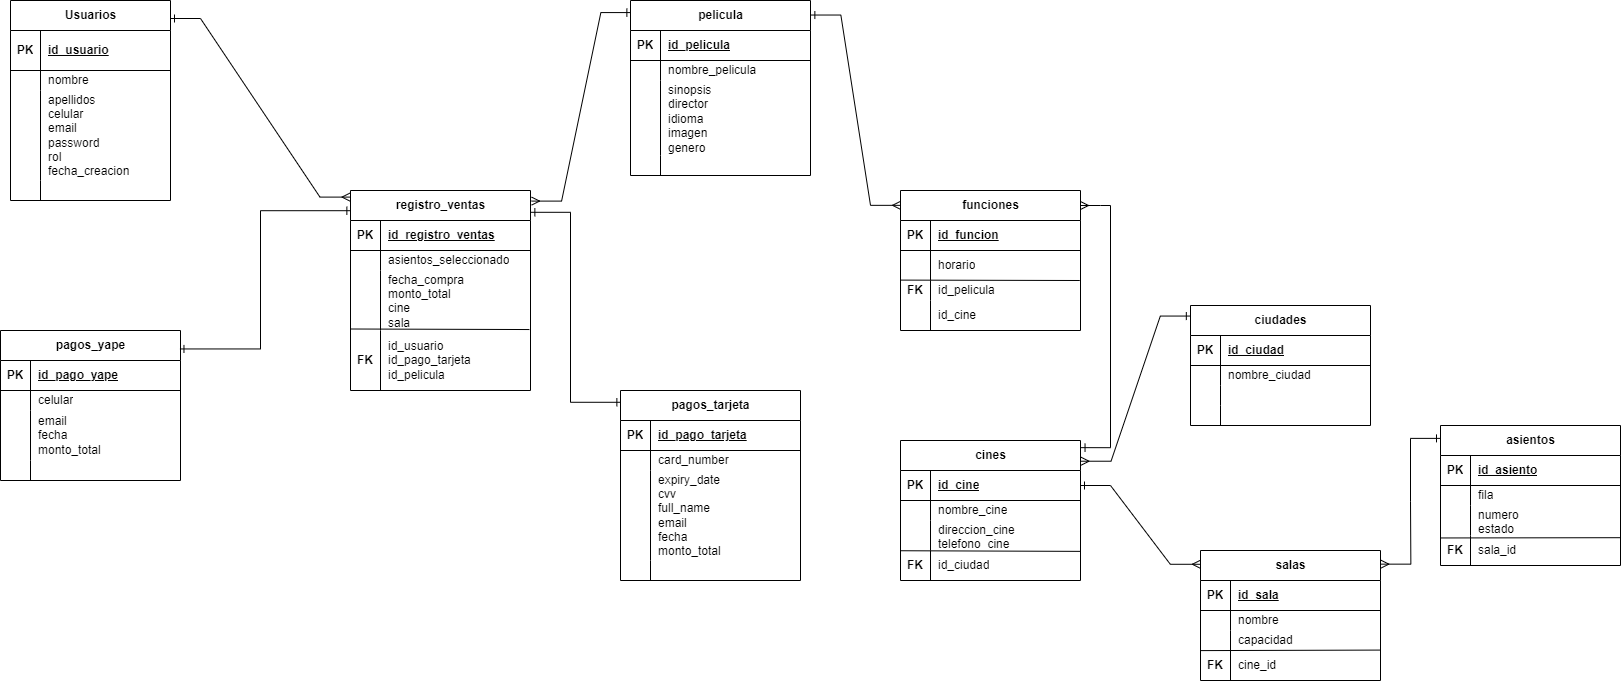 Usuarios
PK id_usuario
nombre
apellidos
celular
email
password
rol
fecha_creacion
pelicula
PK id_pelicula
nombre_pelicula
sinopsis
director
idioma
imagen
genero
registro_ventas
PK id_registro_ventas
asientos_seleccionado
fecha_compra
monto_total
cine
sala
id_usuario
FK id_pago_tarjeta
id_pelicula
funciones
PK id_funcion
horario
FK id_pelicula
id_cine
pagos_yape
PK id_pago_yape
celular
email
fecha
monto_total
pagos_tarjeta
PK id_pago_tarjeta
card_number
expiry_date
cvv
full_name
email
fecha
monto_total
ciudades
PK id_ciudad
nombre_ciudad
cines
PK id_cine
nombre_cine
direccion_cine
telefono_cine
FK id_ciudad
asientos
PK id_asiento
fila
numero
estado
FK sala_id
salas
PK id_sala
nombre
capacidad
FK cine_id